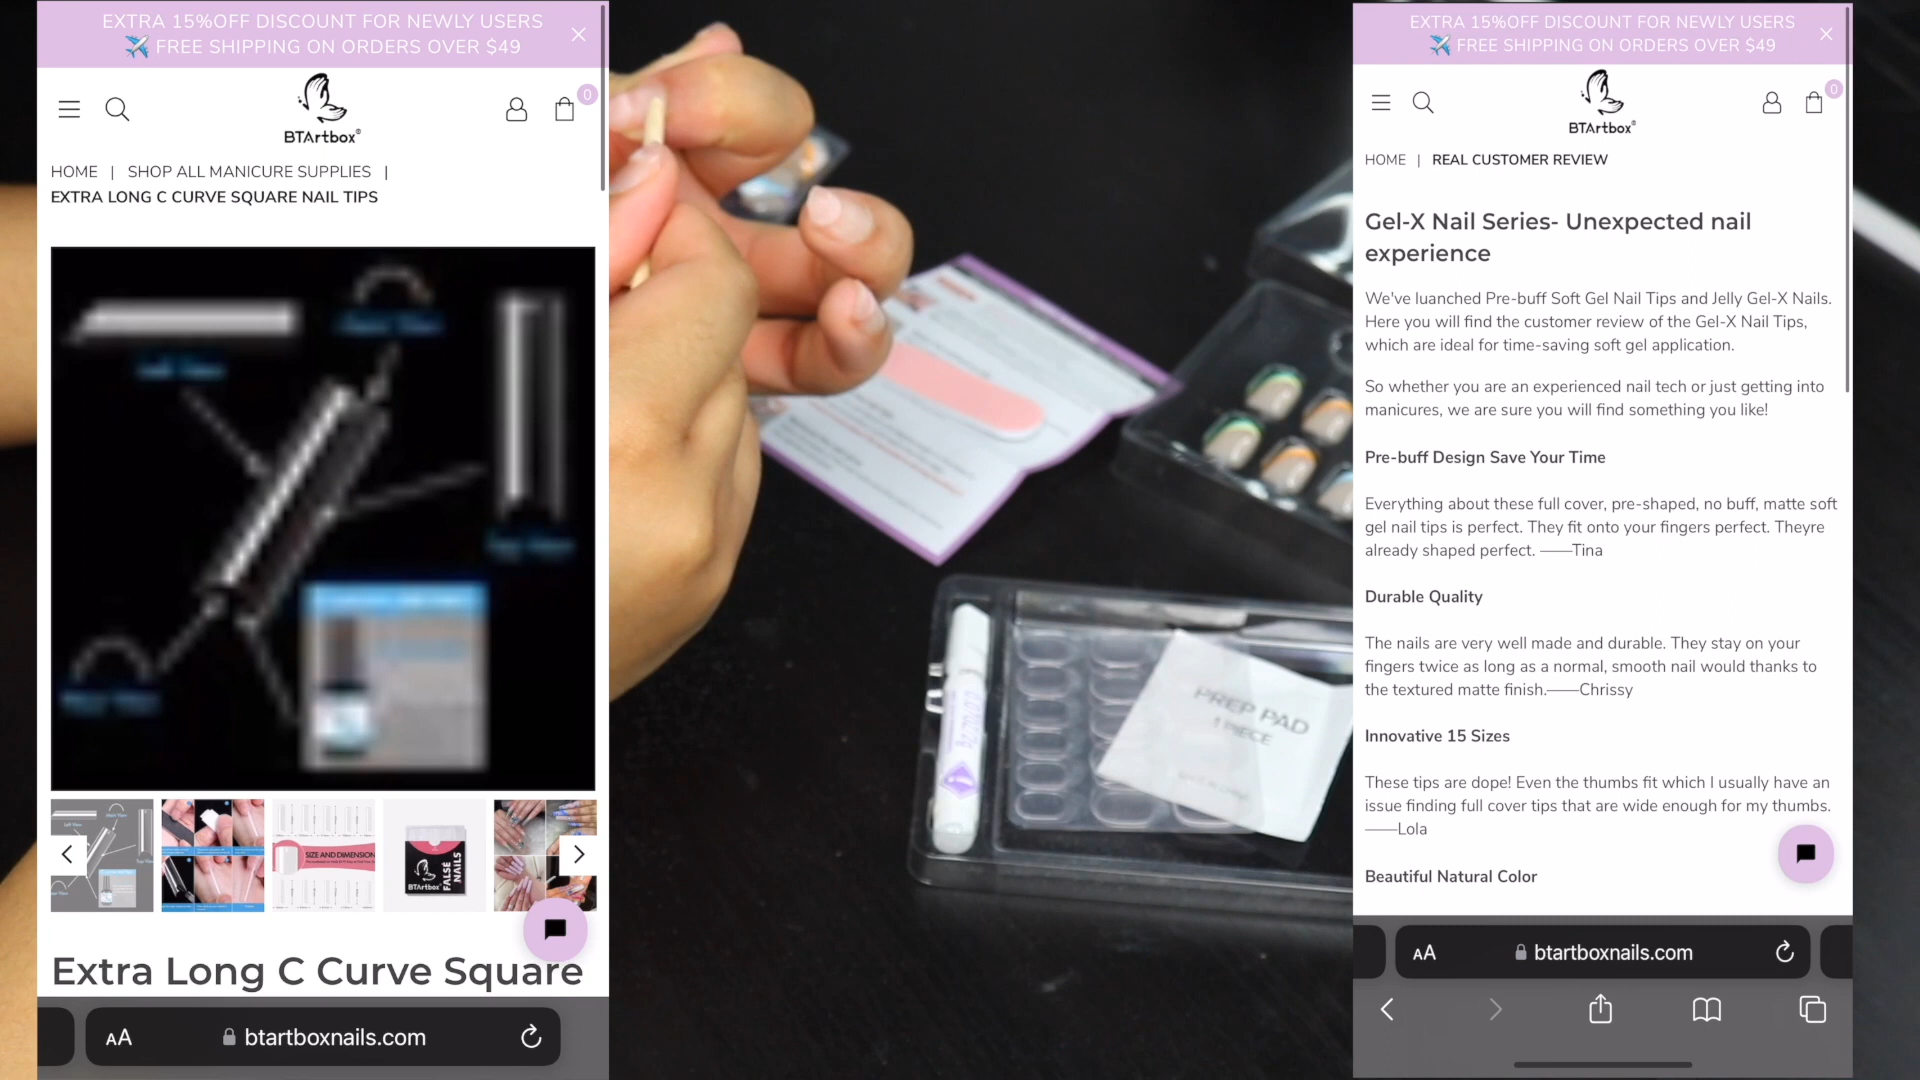 EXTRA 15%OFF DISCOUNT FOR NEWLY USERS
FREE SHIPPING ON ORDERS OVER $49
0
BTArtbox®
HOME | SHOP ALL MANICURE SUPPLIES |
EXTRA LONG C CURVE SQUARE NAIL TIPS
SIZE AND DIMENSION
BTArtbox
FALSE
NAILS
Extra Long C Curve Square
AA
btartboxnails.com
PREP PAD
1 PIECE
EXTRA 15%OFF DISCOUNT FOR NEWLY USERS
FREE SHIPPING ON ORDERS OVER $49
0
BTArtbox®
HOME | REAL CUSTOMER REVIEW
Gel-X Nail Series- Unexpected nail
experience
We've luanched Pre-buff Soft Gel Nail Tips and Jelly Gel-X Nails.
Here you will find the customer review of the Gel-X Nail Tips,
which are ideal for time-saving soft gel application.
So whether you are an experienced nail tech or just getting into
manicures, we are sure you will find something you like!
Pre-buff Design Save Your Time
Everything about these full cover, pre-shaped, no buff, matte soft
gel nail tips is perfect. They fit onto your fingers perfect. Theyre
already shaped perfect. ——Tina
Durable Quality
The nails are very well made and durable. They stay on your
fingers twice as long as a normal, smooth nail would thanks to
the textured matte finish.——Chrissy
Innovative 15 Sizes
These tips are dope! Even the thumbs fit which I usually have an
issue finding full cover tips that are wide enough for my thumbs.
——Lola
Beautiful Natural Color
AA
btartboxnails.com